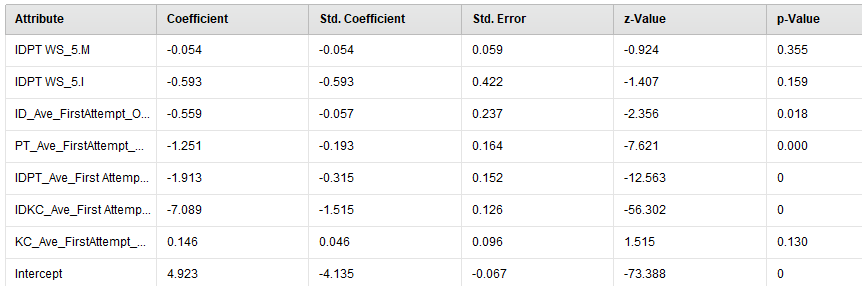 Attribute Coefficient Std. Coefficient Std. Error z-Value p-Value
IDPT WS_5.M -0.054 -0.054 0.059 -0.924 0.355
IDPT WS_5.I -0.593 -0.593 0.422 -1.407 0.159
ID_Ave_FirstAttempt_O... -0.559 -0.057 0.237 -2.356 0.018
PT_Ave_FirstAttempt_... -1.251 -0.193 0.164 -7.621 0.000
IDPT_Ave_First Attemp... -1.913 -0.315 0.152 -12.563 0
IDKC_Ave_First Attemp... -7.089 -1.515 0.126 -56.302 0
KC_Ave_FirstAttempt_... 0.146 0.046 0.096 1.515 0.130
Intercept 4.923 -4.135 -0.067 -73.388 0